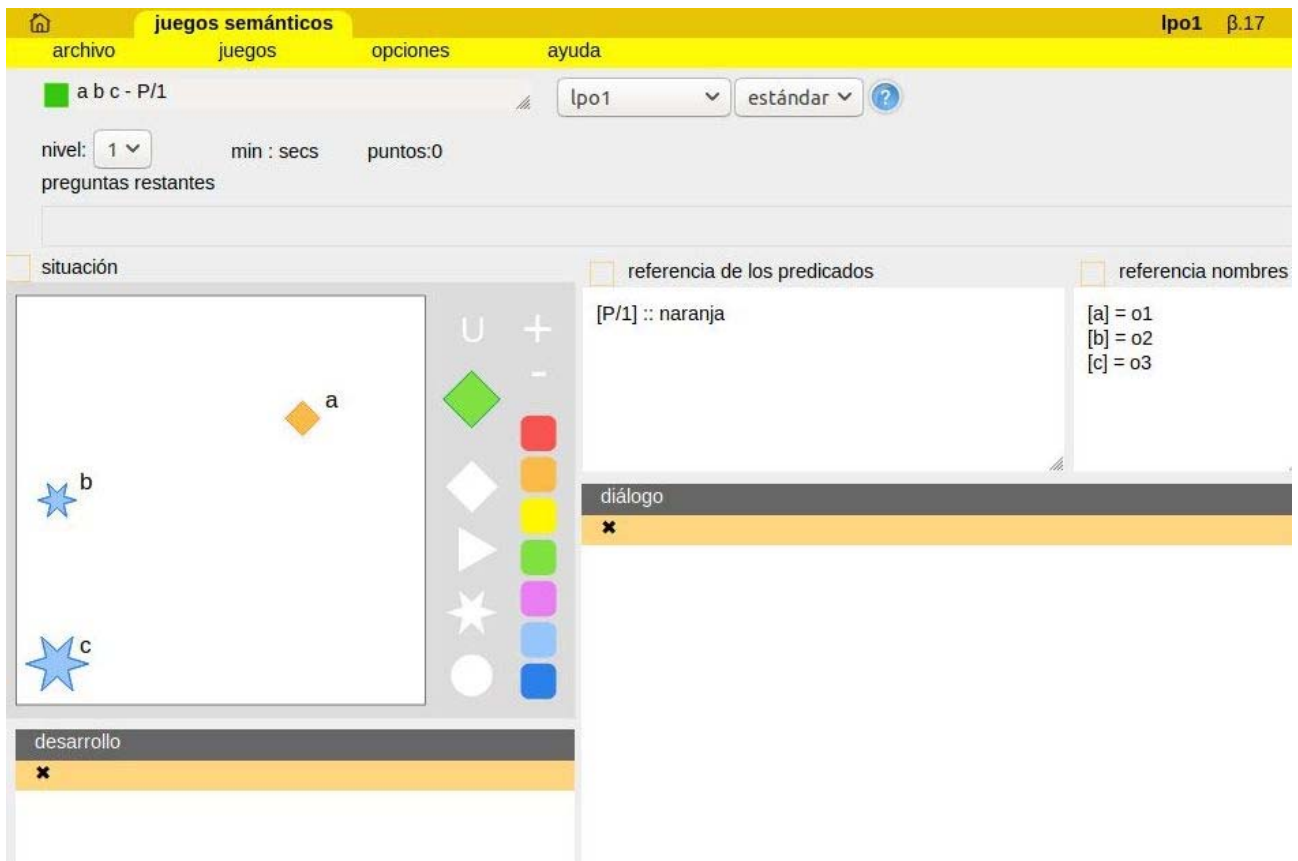 juegos semánticos lpo1 β.17
archivo juegos opciones ayuda
a b c - P/1 lpo1 estándar ?
nivel: 1 min : secs puntos:0
preguntas restantes
situación
U + -
a
b
c
referencia de los predicados
[P/1] :: naranja
referencia nombres
[a] = o1
[b] = o2
[c] = o3
diálogo
✖
desarrollo
✖